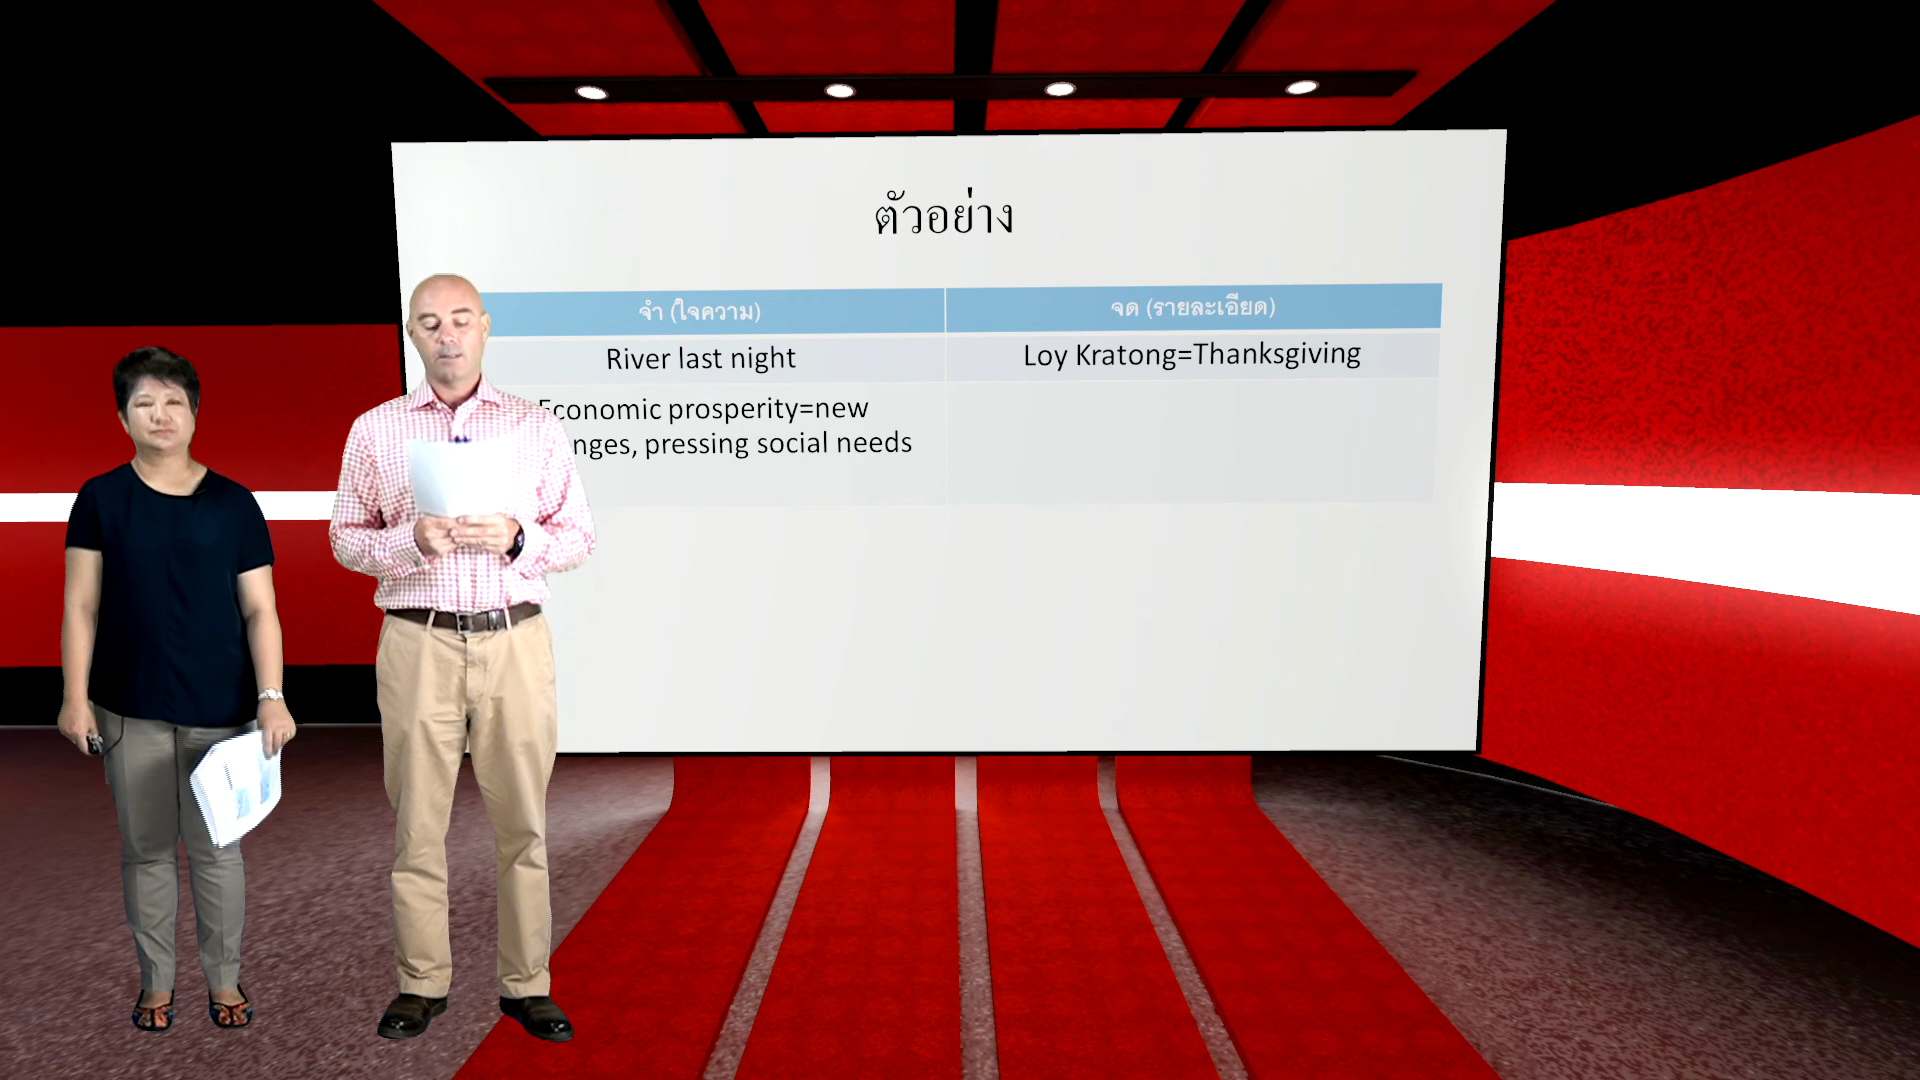 ตัวอย่าง
จำ (ใจความ)
จด (รายละเอียด)
River last night
Loy Kratong=Thanksgiving
Economic prosperity=new
nges, pressing social needs